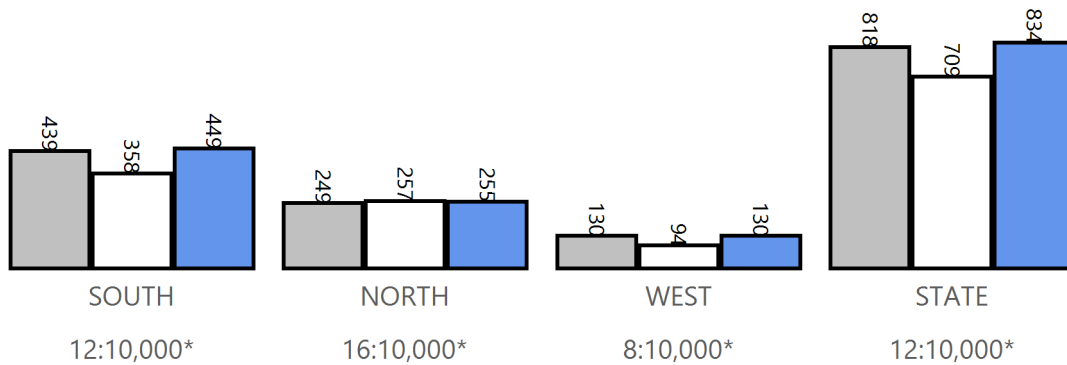 439 358 449 249 257 255 130 94 130 818 709 834
SOUTH NORTH WEST STATE
12:10,000* 16:10,000* 8:10,000* 12:10,000*